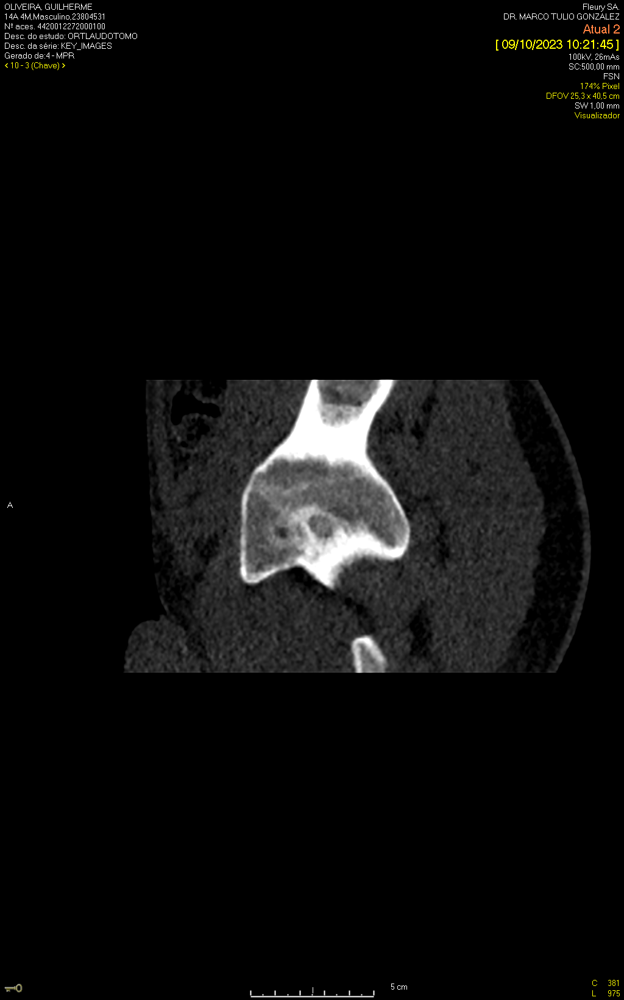 OLIVEIRA, GUILHERME
14A 4M,Masculino,23804531
Nº aces. 4420012272000100
Desc. do estudo: ORTLAUDOTOMO
Desc. da série: KEY_IMAGES
Gerado de:4 - MPR
< 10 - 3 (Chave) >
Fleury SA.
DR. MARCO TULIO GONZALEZ
Atual 2
[ 09/10/2023 10:21:45 ]
100kV, 26mAs
SC:500,00 mm
FSN
174% Pixel
DFOV 25,3 x 40,5 cm
SW 1,00 mm
Visualizador
A
5 cm
C 381
L 975